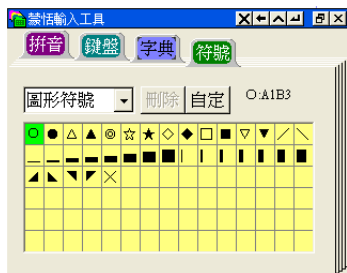 蒙恬輸入工具
拼音 鍵盤 字典 符號
圖形符號 刪除 自定 O:A1B3
○ ● △ ▲ ◎ ☆ ★ ◇ ◆ □ ■ ▽ ▼ ╱ ╲
▁ ▂ ▃ ▄ ▅ ▆ ▇ █ ▏ ▎ ▍ ▌ ▋ ▊ ▉
◢ ◣ ◥ ◤ ╳